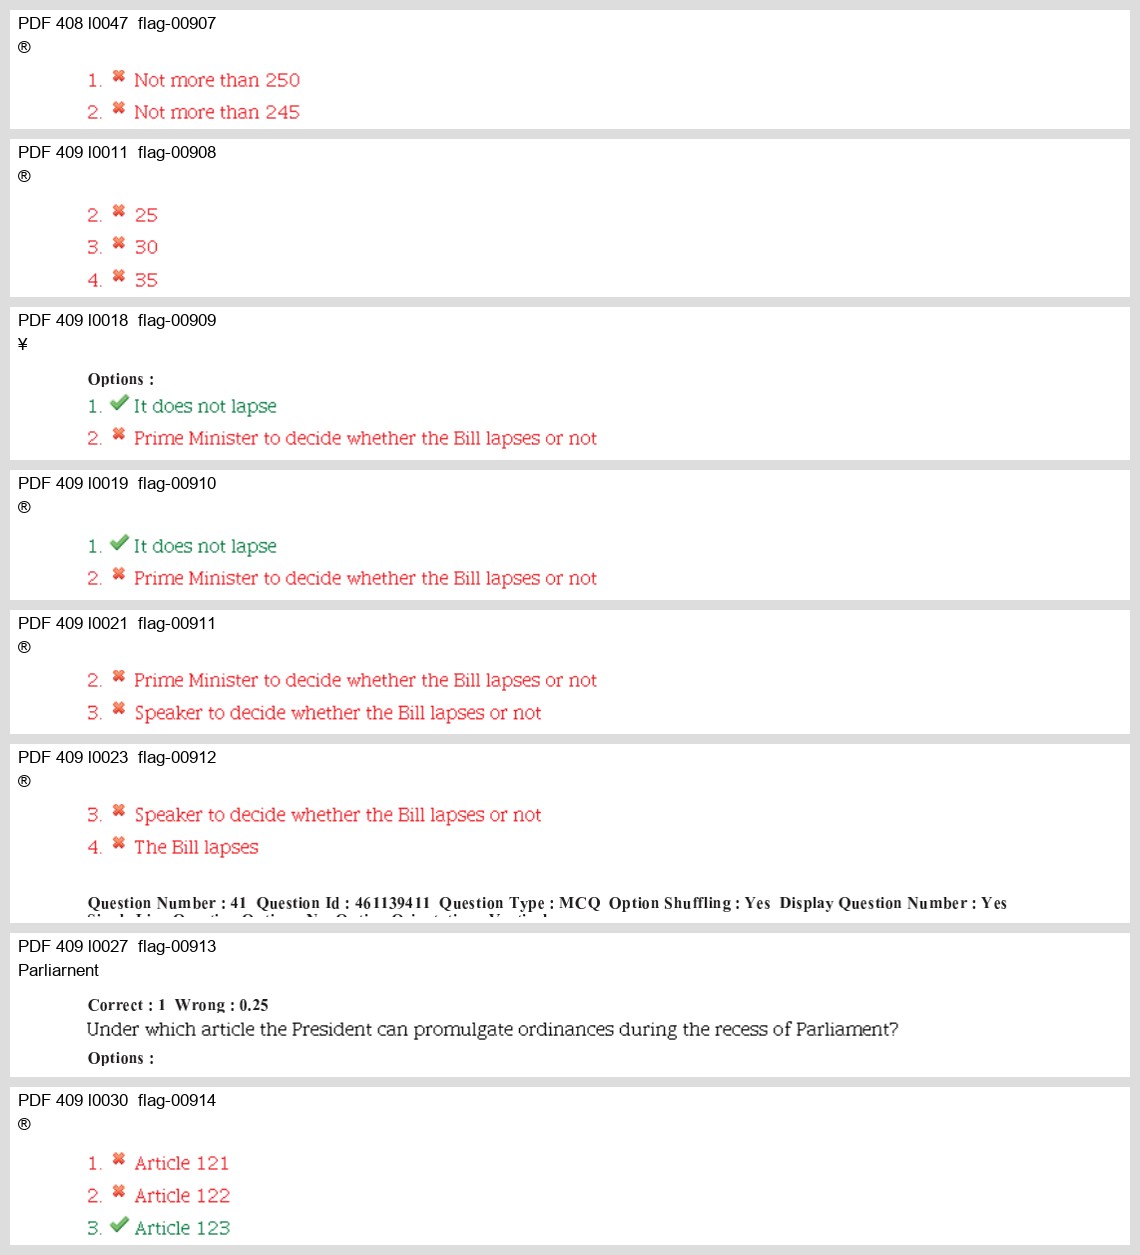 PDF 408 l0047 flag-00907
®
1. ✖ Not more than 250
2. ✖ Not more than 245
PDF 409 l0011 flag-00908
®
2. ✖ 25
3. ✖ 30
4. ✖ 35
PDF 409 l0018 flag-00909
¥
Options :
1. ✔ It does not lapse
2. ✖ Prime Minister to decide whether the Bill lapses or not
PDF 409 l0019 flag-00910
®
1. ✔ It does not lapse
2. ✖ Prime Minister to decide whether the Bill lapses or not
PDF 409 l0021 flag-00911
®
2. ✖ Prime Minister to decide whether the Bill lapses or not
3. ✖ Speaker to decide whether the Bill lapses or not
PDF 409 l0023 flag-00912
®
3. ✖ Speaker to decide whether the Bill lapses or not
4. ✖ The Bill lapses
Question Number : 41 Question Id : 461139411 Question Type : MCQ Option Shuffling : Yes Display Question Number : Yes
PDF 409 l0027 flag-00913
Parliarnent
Correct : 1 Wrong : 0.25
Under which article the President can promulgate ordinances during the recess of Parliament?
Options :
PDF 409 l0030 flag-00914
®
1. ✖ Article 121
2. ✖ Article 122
3. ✔ Article 123